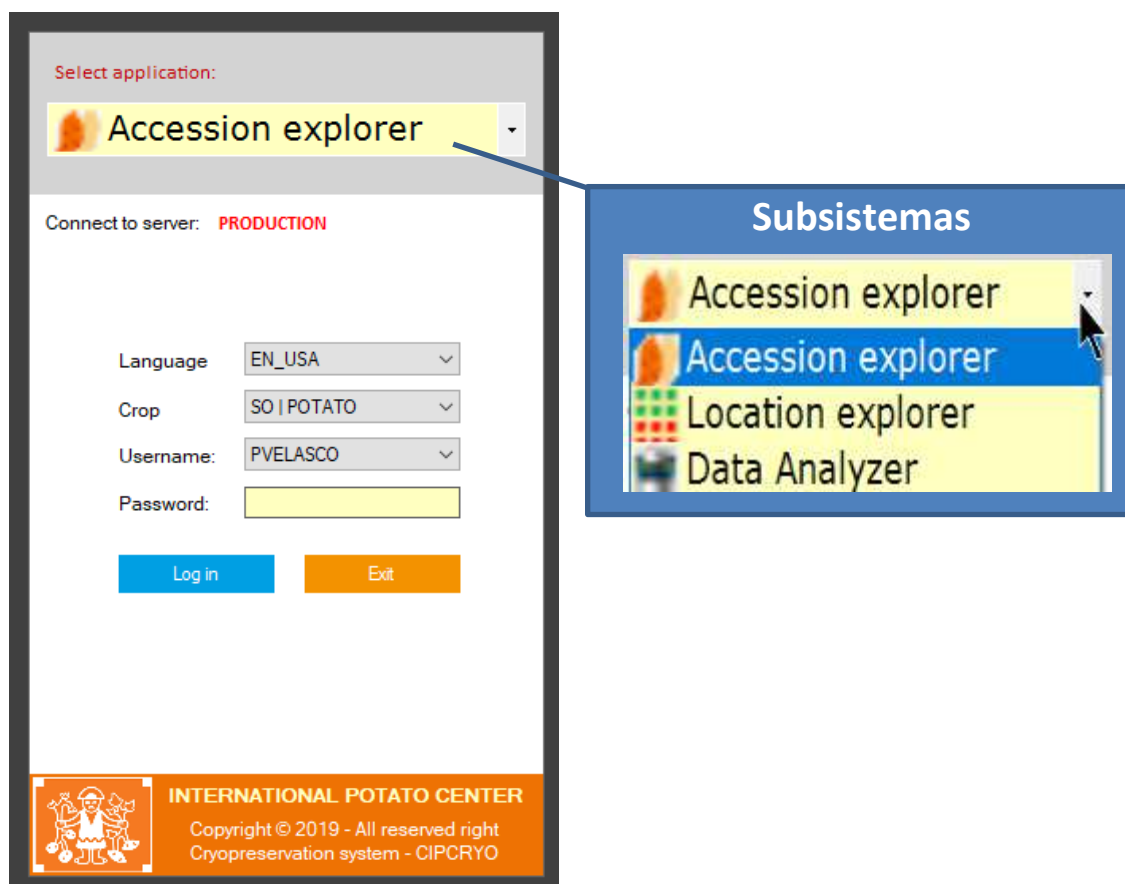 Select application:
Accession explorer
Connect to server: PRODUCTION
Language EN_USA
Crop SO | POTATO
Username: PVELASCO
Password:
Log in Exit
INTERNATIONAL POTATO CENTER
Copyright © 2019 - All reserved right
Cryopreservation system - CIPCRYO
Subsistemas
Accession explorer
Accession explorer
Location explorer
Data Analyzer